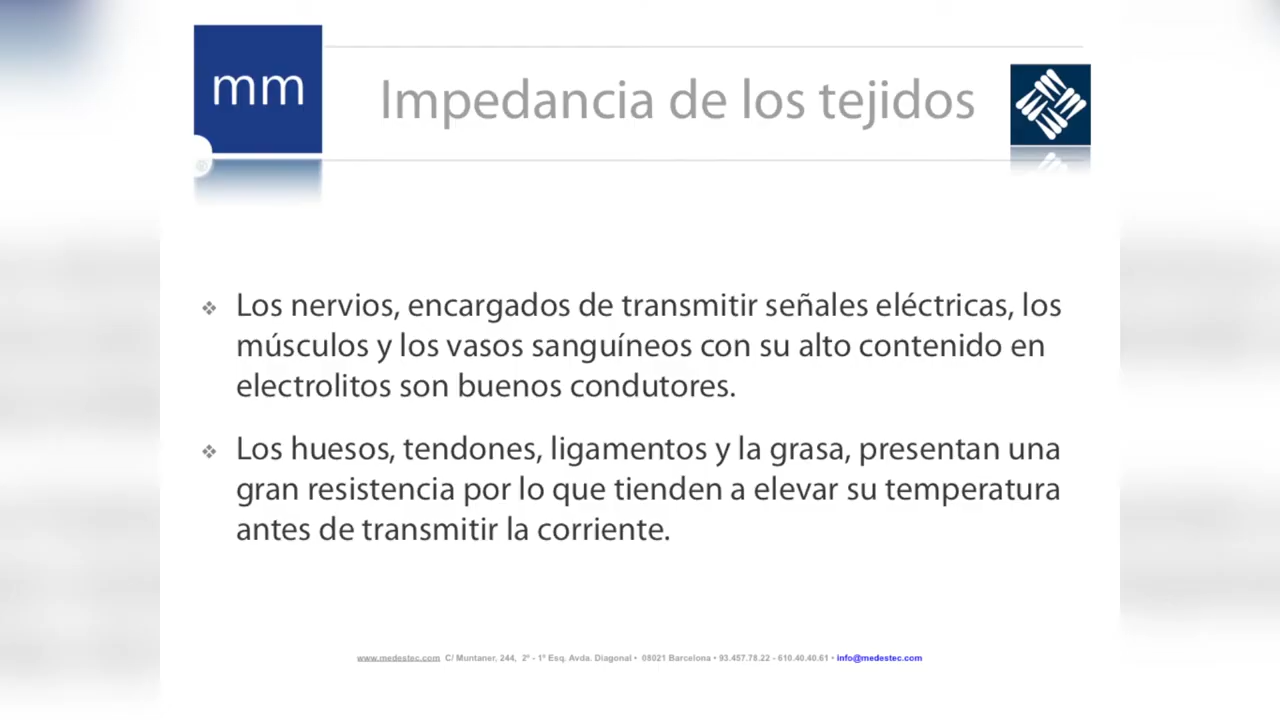 mm
Impedancia de los tejidos
Los nervios, encargados de transmitir señales eléctricas, los
músculos y los vasos sanguíneos con su alto contenido en
electrolitos son buenos condutores.
Los huesos, tendones, ligamentos y la grasa, presentan una
gran resistencia por lo que tienden a elevar su temperatura
antes de transmitir la corriente.
www.medestec.com C/ Muntaner, 244, 2º - 1º Esq. Avda. Diagonal • 08021 Barcelona • 93.457.78.22 - 610.40.40.61 • info@medestec.com